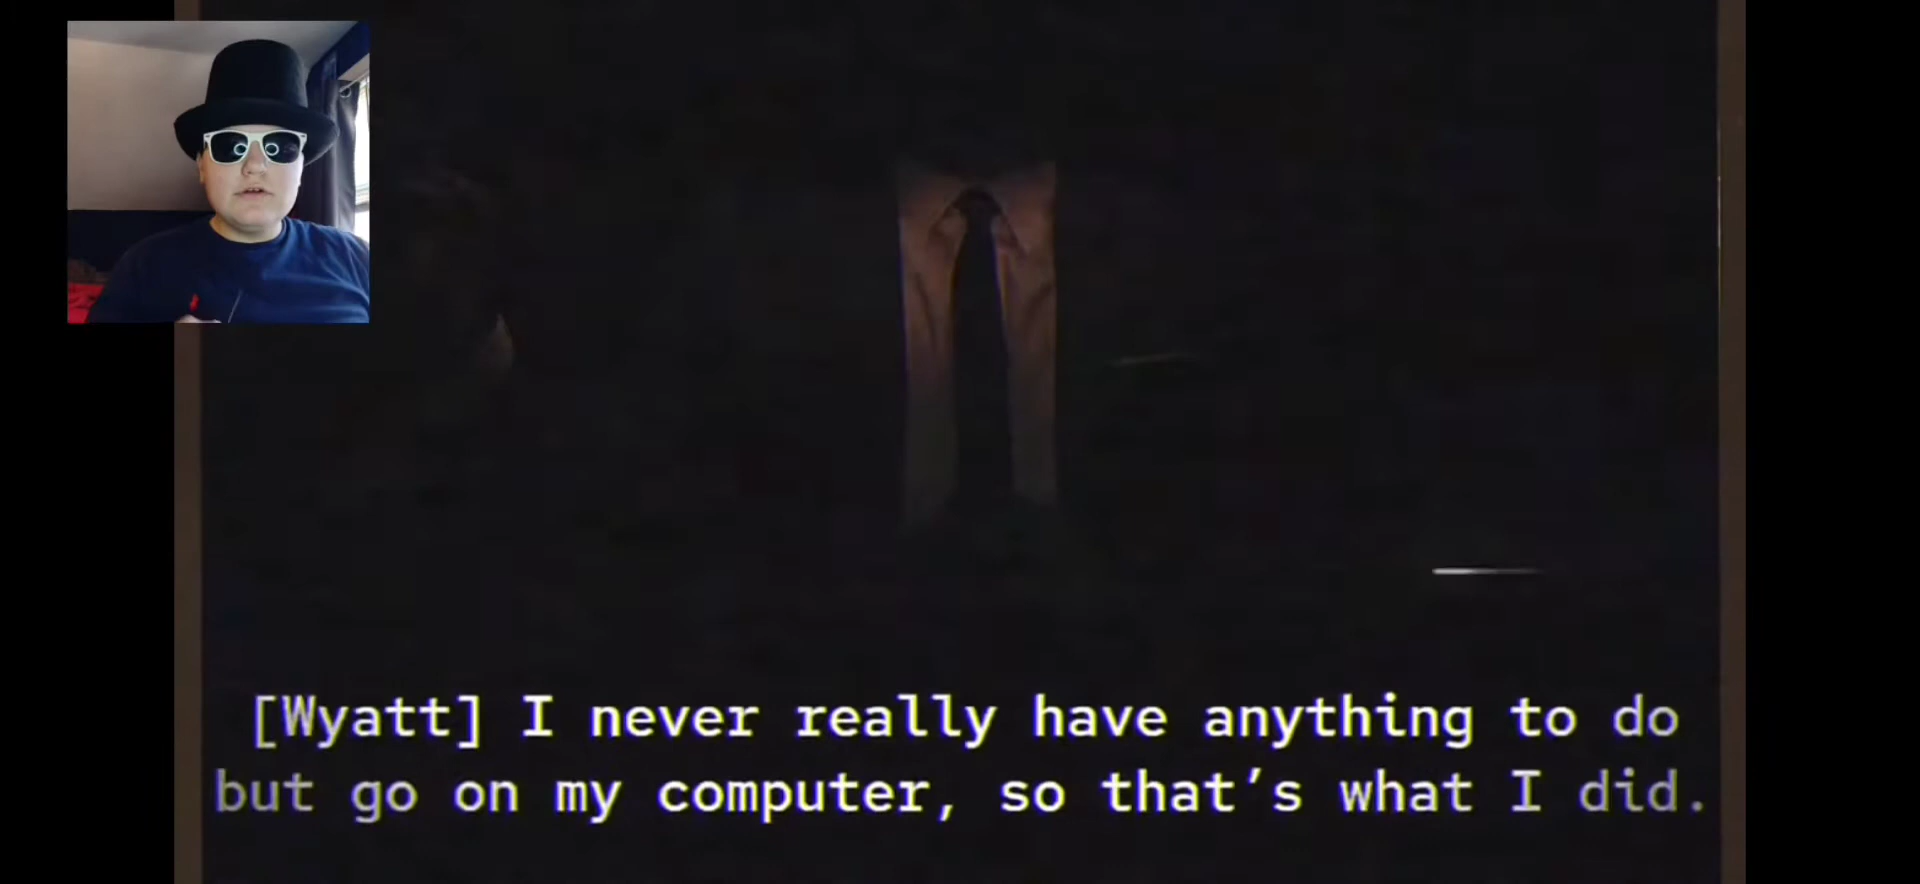 [Wyatt] I never really have anything to do
but go on my computer, so that’s what I did.